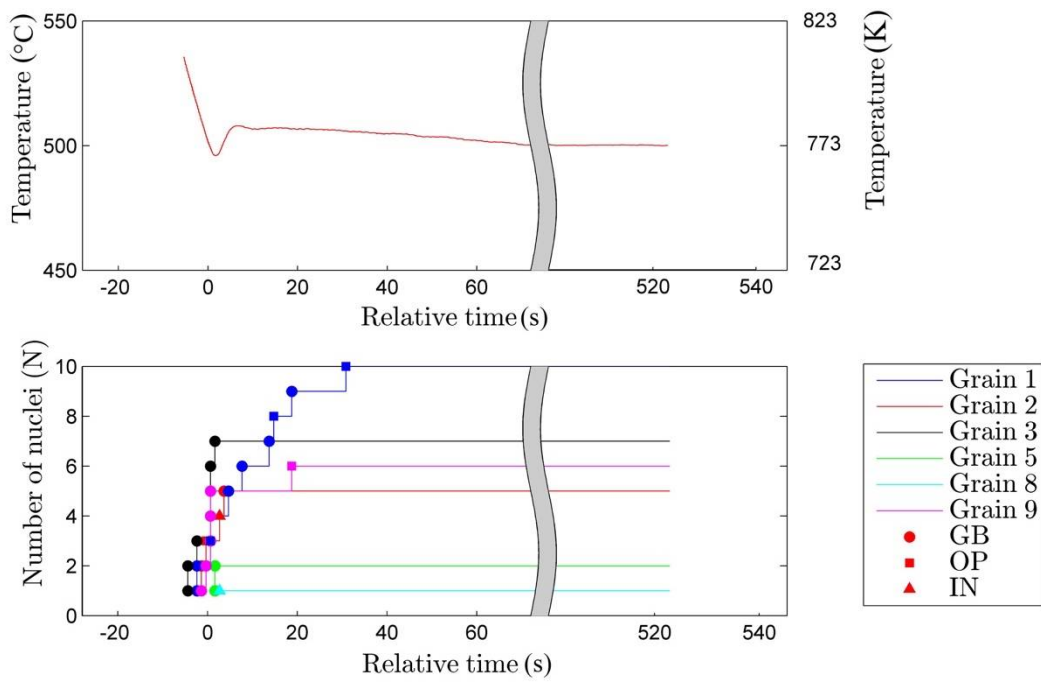 550
500
450
Temperature (°C)
823
773
723
Temperature (K)
-20 0 20 40 60 520 540
Relative time (s)
10
8
6
4
2
0
Number of nuclei (N)
-20 0 20 40 60 520 540
Relative time (s)
Grain 1
Grain 2
Grain 3
Grain 5
Grain 8
Grain 9
GB
OP
IN